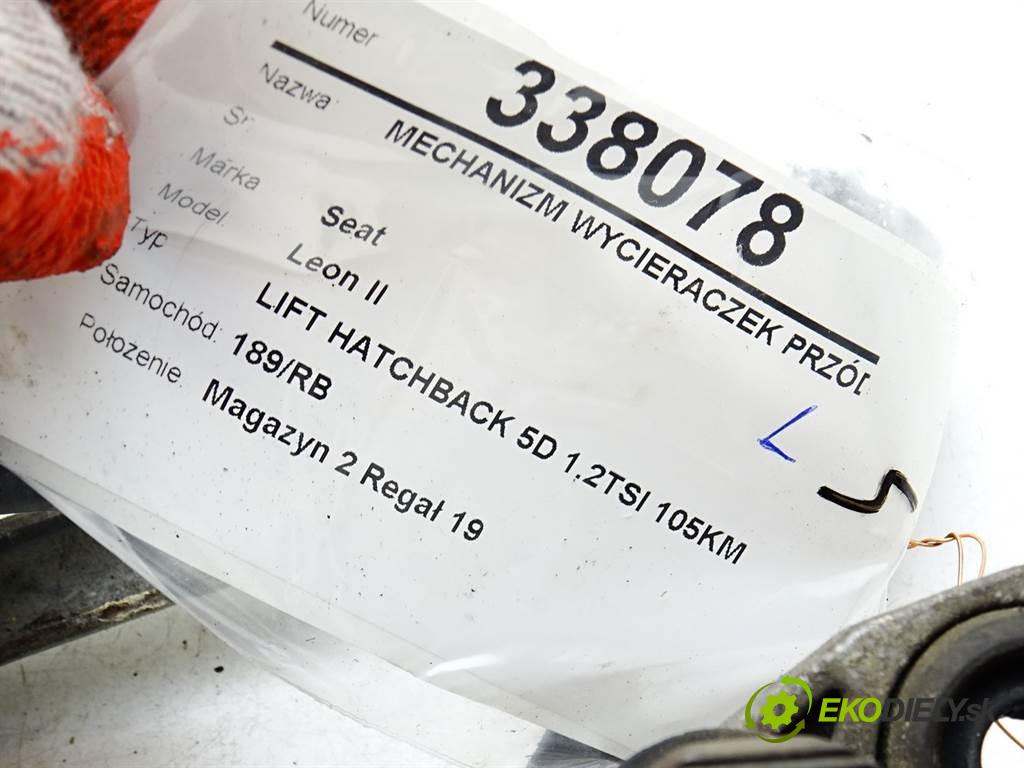 Numer 338078
Nazwa: MECHANIZM WYCIERACZEK PRZÓD
Marka Seat
Model Leon II
Typ LIFT HATCHBACK 5D 1.2TSI 105KM
Samochód: 189/RB
Położenie. Magazyn 2 Regał 19
L
EKODIELY.sk